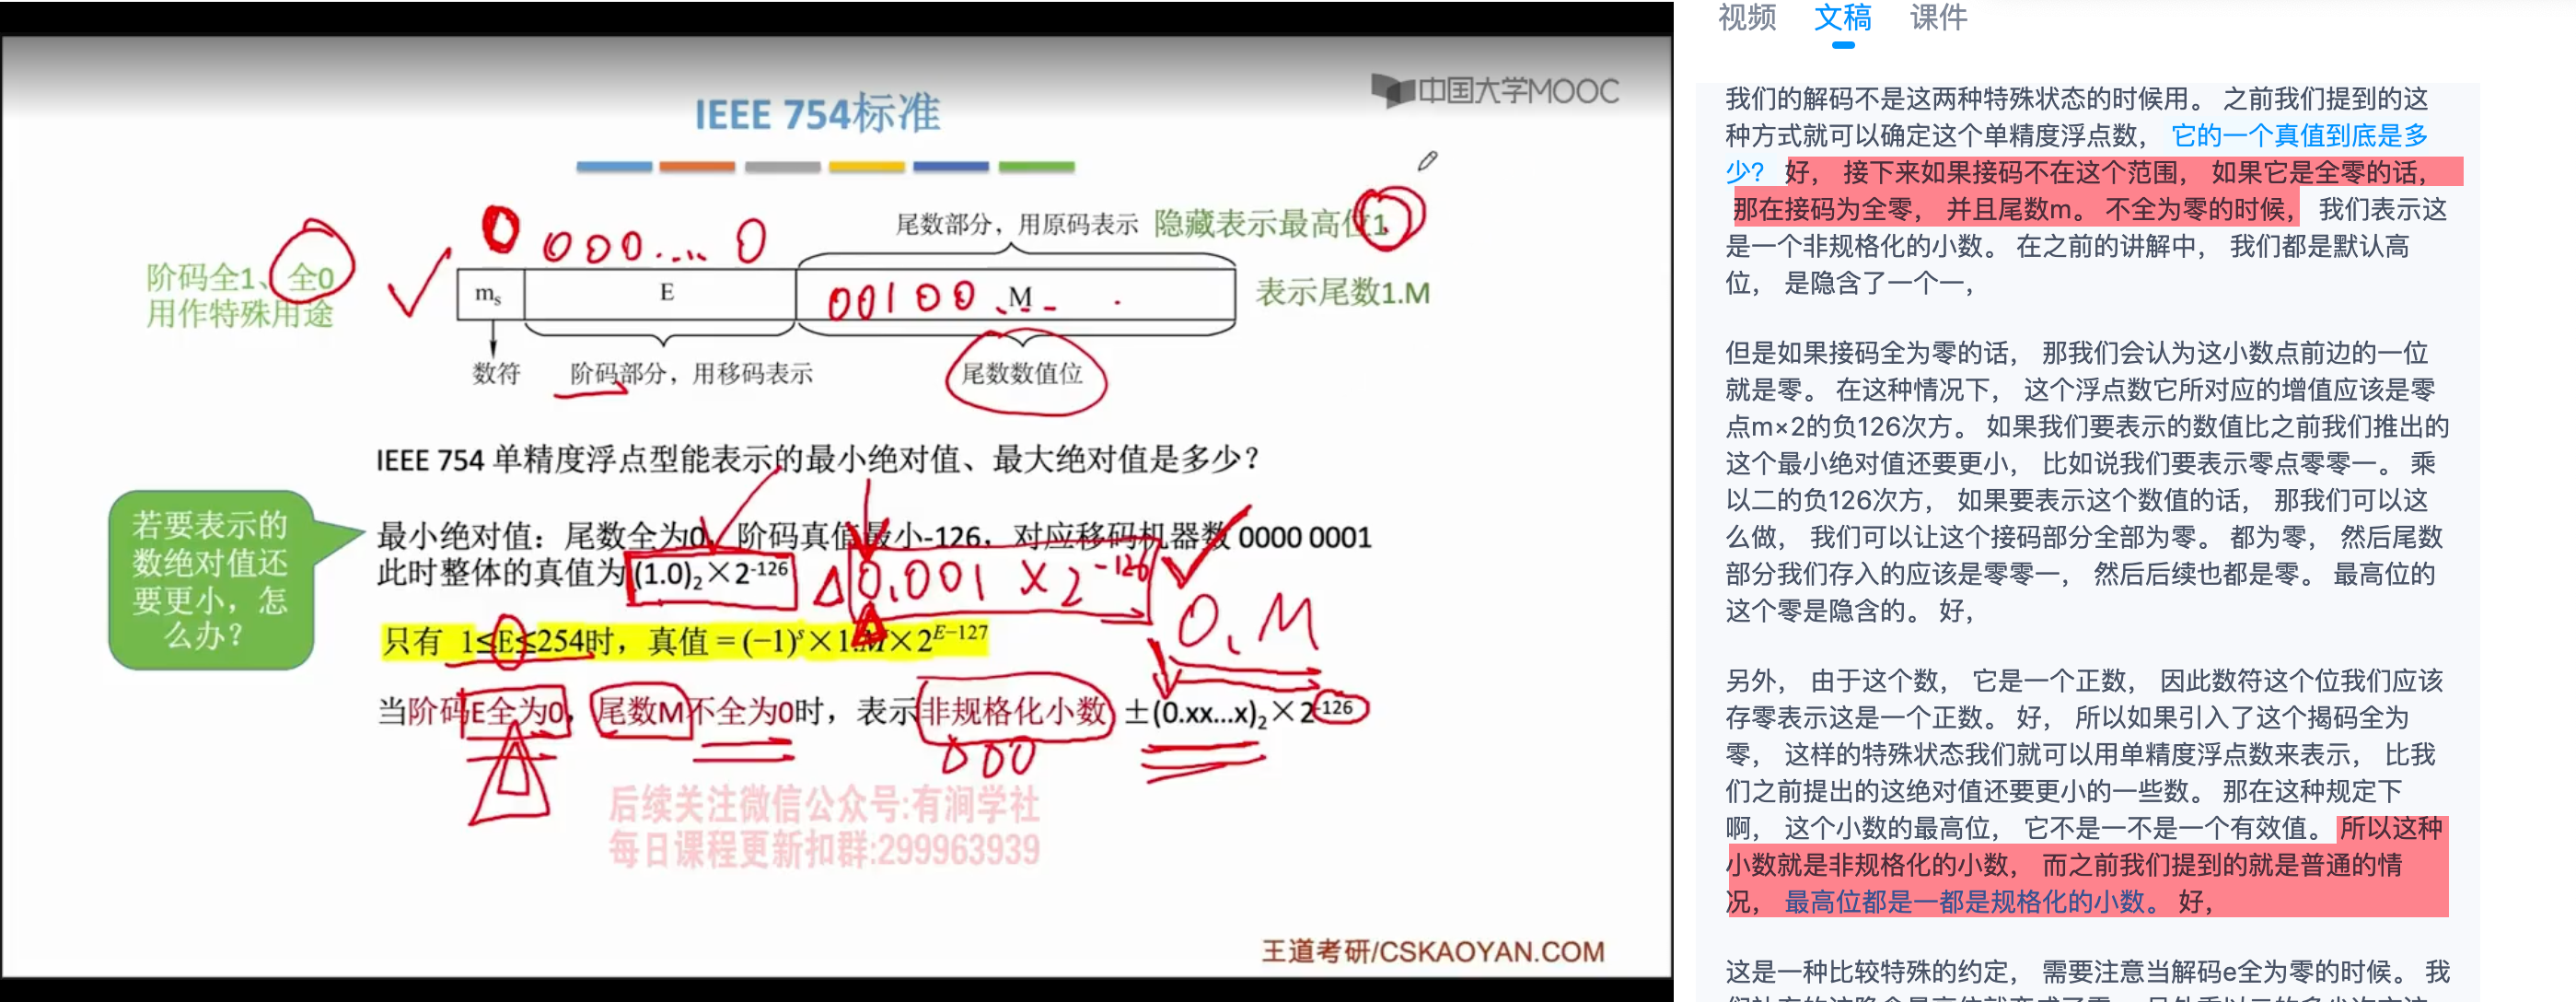 中国大学MOOC
IEEE 754标准
0 000.... 0
尾数部分，用原码表示 隐藏表示最高位1
阶码全1、全0
用作特殊用途
ms
E
00100 M
表示尾数1.M
数符
阶码部分，用移码表示
尾数数值位
IEEE 754 单精度浮点型能表示的最小绝对值、最大绝对值是多少？
若要表示的
数绝对值还
要更小，怎
么办？
最小绝对值：尾数全为0，阶码真值最小-126，对应移码机器数 0000 0001
此时整体的真值为(1.0)₂×2⁻¹²⁶
0.001 × 2⁻¹²⁶
0.M
只有 1≤E≤254时，真值 = (−1)ˢ×1.M×2ᴱ⁻¹²⁷
当阶码E全为0，尾数M不全为0时，表示非规格化小数 ±(0.xx...x)₂×2⁻¹²⁶
000
后续关注微信公众号:有涧学社
每日课程更新扣群:299963939
王道考研/CSKAOYAN.COM
视频 文稿 课件
我们的解码不是这两种特殊状态的时候用。 之前我们提到的这
种方式就可以确定这个单精度浮点数， 它的一个真值到底是多
少？ 好， 接下来如果接码不在这个范围， 如果它是全零的话，
那在接码为全零， 并且尾数m。 不全为零的时候， 我们表示这
是一个非规格化的小数。 在之前的讲解中， 我们都是默认高
位， 是隐含了一个一，
但是如果接码全为零的话， 那我们会认为这小数点前边的一位
就是零。 在这种情况下， 这个浮点数它所对应的增值应该是零
点m×2的负126次方。 如果我们要表示的数值比之前我们推出的
这个最小绝对值还要更小， 比如说我们要表示零点零零一。 乘
以二的负126次方， 如果要表示这个数值的话， 那我们可以这
么做， 我们可以让这个接码部分全部为零。 都为零， 然后尾数
部分我们存入的应该是零零一， 然后后续也都是零。 最高位的
这个零是隐含的。 好，
另外， 由于这个数， 它是一个正数， 因此数符这个位我们应该
存零表示这是一个正数。 好， 所以如果引入了这个揭码全为
零， 这样的特殊状态我们就可以用单精度浮点数来表示， 比我
们之前提出的这绝对值还要更小的一些数。 那在这种规定下
啊， 这个小数的最高位， 它不是一不是一个有效值。 所以这种
小数就是非规格化的小数， 而之前我们提到的就是普通的情
况， 最高位都是一都是规格化的小数。 好，
这是一种比较特殊的约定， 需要注意当解码e全为零的时候。 我